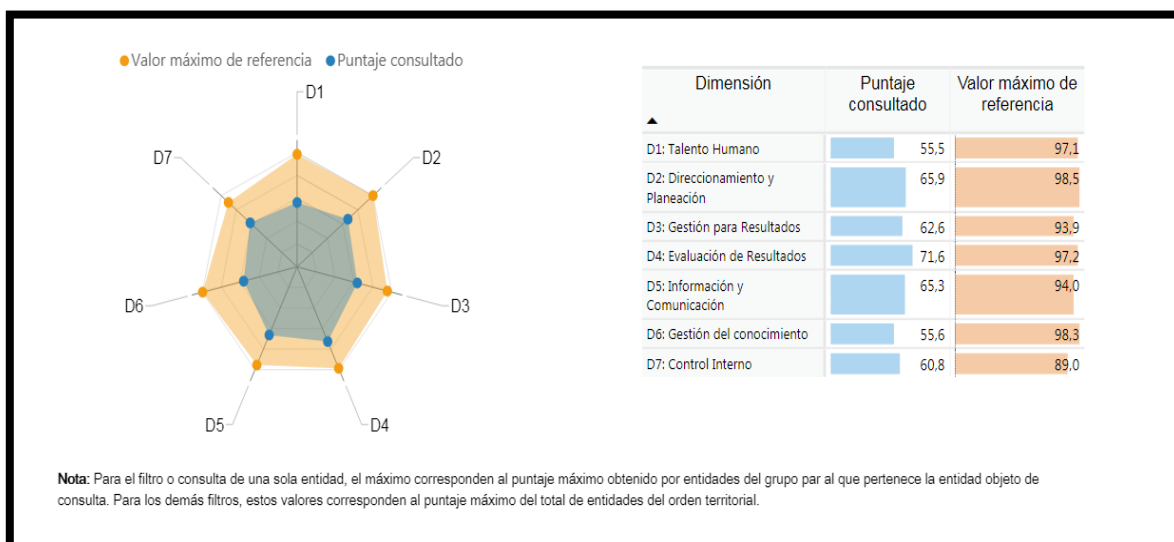 Valor máximo de referencia Puntaje consultado
D1
D2
D3
D4
D5
D6
D7
Dimensión Puntaje consultado Valor máximo de referencia
D1: Talento Humano 55,5 97,1
D2: Direccionamiento y Planeación 65,9 98,5
D3: Gestión para Resultados 62,6 93,9
D4: Evaluación de Resultados 71,6 97,2
D5: Información y Comunicación 65,3 94,0
D6: Gestión del conocimiento 55,6 98,3
D7: Control Interno 60,8 89,0
Nota: Para el filtro o consulta de una sola entidad, el máximo corresponden al puntaje máximo obtenido por entidades del grupo par al que pertenece la entidad objeto de
consulta. Para los demás filtros, estos valores corresponden al puntaje máximo del total de entidades del orden territorial.